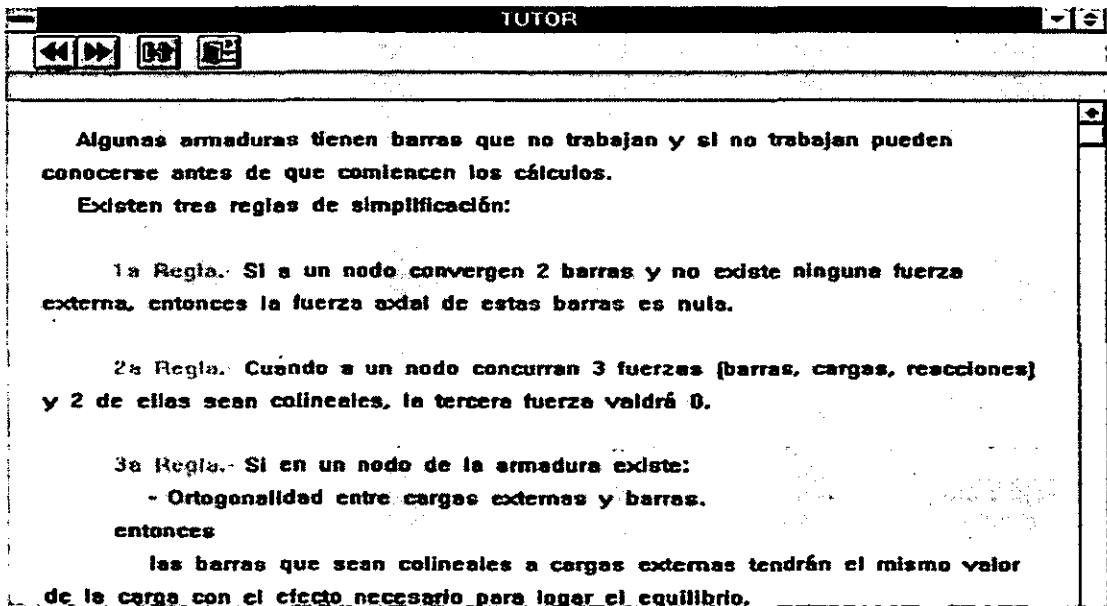 TUTOR
Algunas armaduras tienen barras que no trabajan y si no trabajan pueden
conocerse antes de que comiencen los cálculos.
Existen tres reglas de simplificación:
1a Regla.- Si a un nodo convergen 2 barras y no existe ninguna fuerza
externa, entonces la fuerza axial de estas barras es nula.
2a Regla.- Cuando a un nodo concurran 3 fuerzas (barras, cargas, reacciones)
y 2 de ellas sean colineales, la tercera fuerza valdrá 0.
3a Regla.- Si en un nodo de la armadura existe:
- Ortogonalidad entre cargas externas y barras.
entonces
las barras que sean colineales a cargas externas tendrán el mismo valor
de la carga con el efecto necesario para logar el equilibrio.